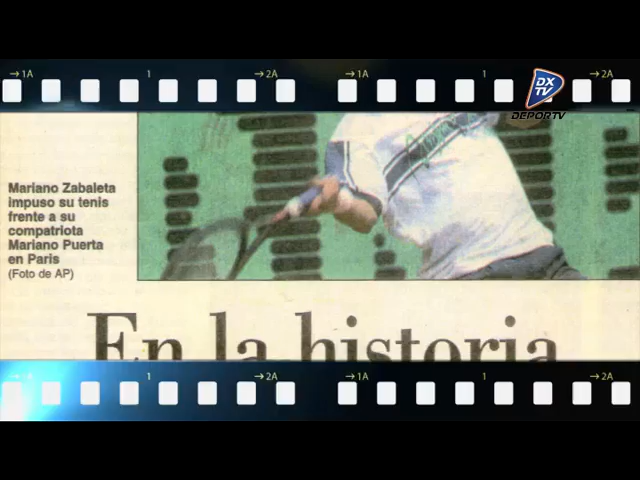 →1A 1 →2A →1A 1 →2A
DX
TV
DEPORTV
Mariano Zabaleta
impuso su tenis
frente a su
compatriota
Mariano Puerta
en Paris
(Foto de AP)
En la historia
1 →2A →1A 1 →2A